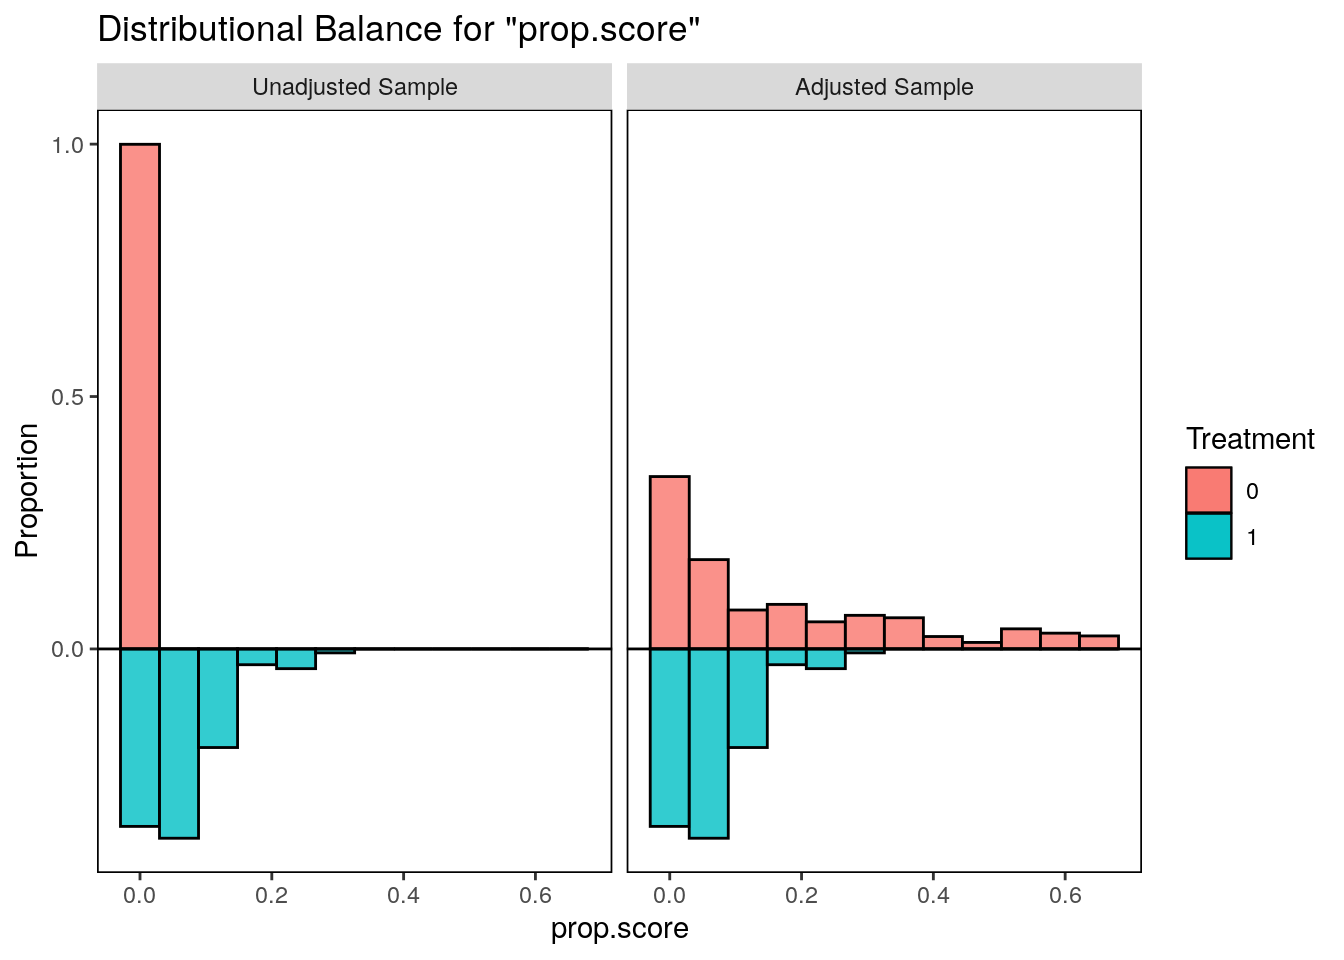 Distributional Balance for "prop.score"
Unadjusted Sample
Adjusted Sample
1.0
0.5
0.0
Proportion
0.0 0.2 0.4 0.6
0.0 0.2 0.4 0.6
prop.score
Treatment
0
1